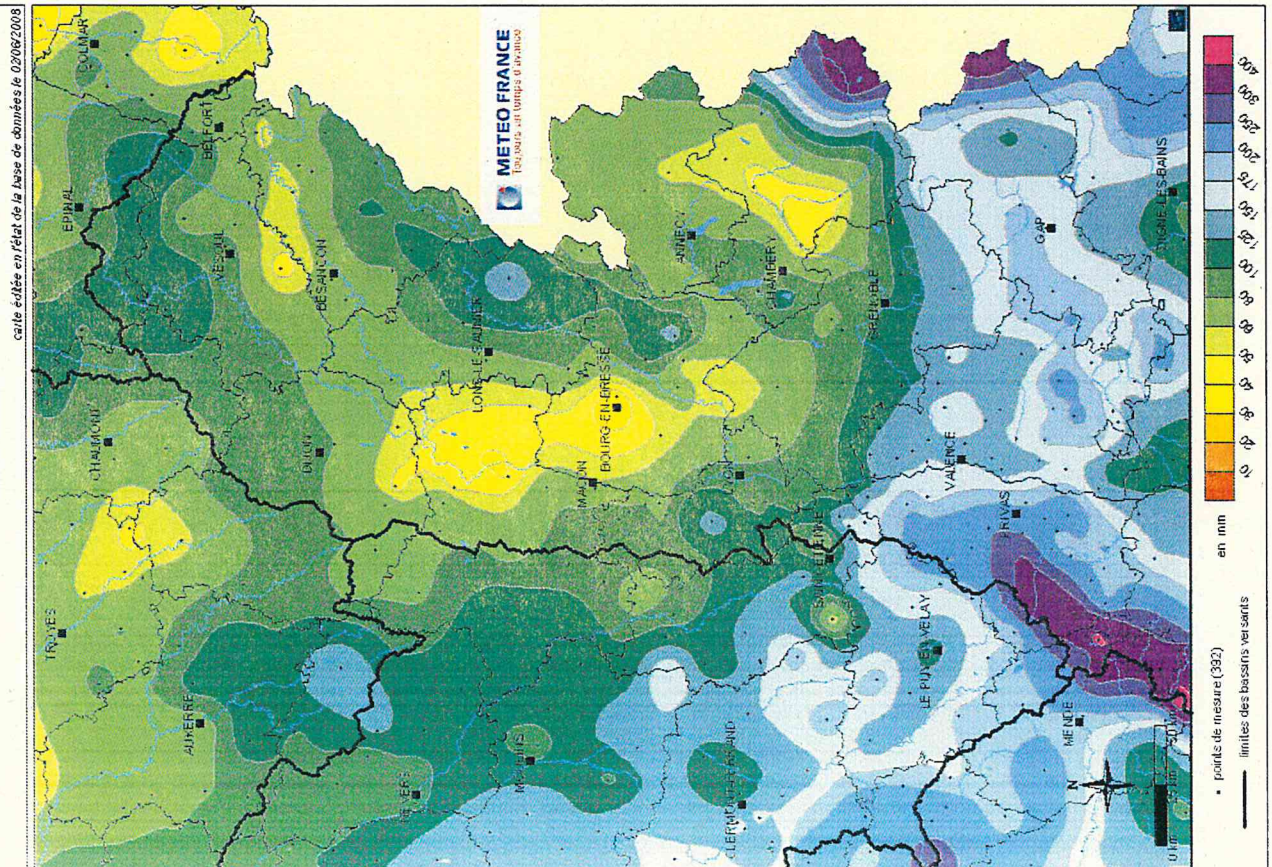 carte éditée en l'état de la base de données le 02/06/2008
COLMAR
EPINAL
BELFORT
CHAUMONT
VESOUL
TROYES
BESANCON
DIJON
AUXERRE
METEO FRANCE
Toujours un temps d'avance
LONS-LE-SAUNIER
BOURG-EN-BRESSE
MACON
ANNECY
CHAMBERY
LYON
MOULINS
CLERMONT-FERRAND
SAINT-ETIENNE
GRENOBLE
LE PUY-EN-VELAY
VALENCE
PRIVAS
GAP
MENDE
DIGNE-LES-BAINS
N
0 km
50 km
400
300
250
200
175
150
125
100
80
60
50
40
30
20
10
en mm
points de mesure (392)
limites des bassins versants